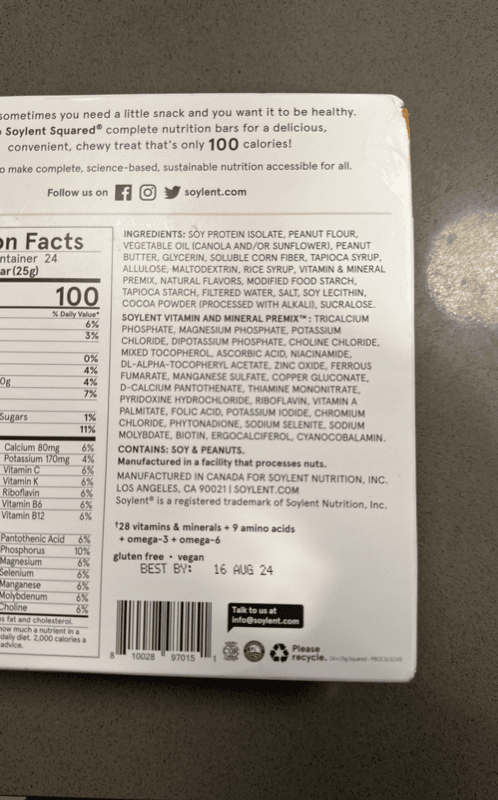 sometimes you need a little snack and you want it to be healthy.
Soylent Squared® complete nutrition bars for a delicious,
convenient, chewy treat that's only 100 calories!
o make complete, science-based, sustainable nutrition accessible for all.
Follow us on soylent.com
on Facts
ntainer 24
ar (25g)
100
% Daily Value*
6%
3%
0%
4%
0g 4%
7%
Sugars 1%
11%
Calcium 80mg 6%
Potassium 170mg 4%
Vitamin C 6%
Vitamin K 6%
Riboflavin 6%
Vitamin B6 6%
Vitamin B12 6%
Pantothenic Acid 6%
Phosphorus 10%
Magnesium 6%
Selenium 6%
Manganese 6%
Molybdenum 6%
Choline 6%
s fat and cholesterol.
how much a nutrient in a
daily diet. 2,000 calories a
advice.
INGREDIENTS: SOY PROTEIN ISOLATE, PEANUT FLOUR,
VEGETABLE OIL (CANOLA AND/OR SUNFLOWER), PEANUT
BUTTER, GLYCERIN, SOLUBLE CORN FIBER, TAPIOCA SYRUP,
ALLULOSE, MALTODEXTRIN, RICE SYRUP, VITAMIN & MINERAL
PREMIX, NATURAL FLAVORS, MODIFIED FOOD STARCH,
TAPIOCA STARCH, FILTERED WATER, SALT, SOY LECITHIN,
COCOA POWDER (PROCESSED WITH ALKALI), SUCRALOSE.
SOYLENT VITAMIN AND MINERAL PREMIX™: TRICALCIUM
PHOSPHATE, MAGNESIUM PHOSPHATE, POTASSIUM
CHLORIDE, DIPOTASSIUM PHOSPHATE, CHOLINE CHLORIDE,
MIXED TOCOPHEROL, ASCORBIC ACID, NIACINAMIDE,
DL-ALPHA-TOCOPHERYL ACETATE, ZINC OXIDE, FERROUS
FUMARATE, MANGANESE SULFATE, COPPER GLUCONATE,
D-CALCIUM PANTOTHENATE, THIAMINE MONONITRATE,
PYRIDOXINE HYDROCHLORIDE, RIBOFLAVIN, VITAMIN A
PALMITATE, FOLIC ACID, POTASSIUM IODIDE, CHROMIUM
CHLORIDE, PHYTONADIONE, SODIUM SELENITE, SODIUM
MOLYBDATE, BIOTIN, ERGOCALCIFEROL, CYANOCOBALAMIN.
CONTAINS: SOY & PEANUTS.
Manufactured in a facility that processes nuts.
MANUFACTURED IN CANADA FOR SOYLENT NUTRITION, INC.
LOS ANGELES, CA 90021 | SOYLENT.COM
Soylent® is a registered trademark of Soylent Nutrition, Inc.
†28 vitamins & minerals + 9 amino acids
+ omega-3 + omega-6
gluten free • vegan
BEST BY: 16 AUG 24
8 10028 97015 1
Talk to us at
info@soylent.com
Please
recycle.